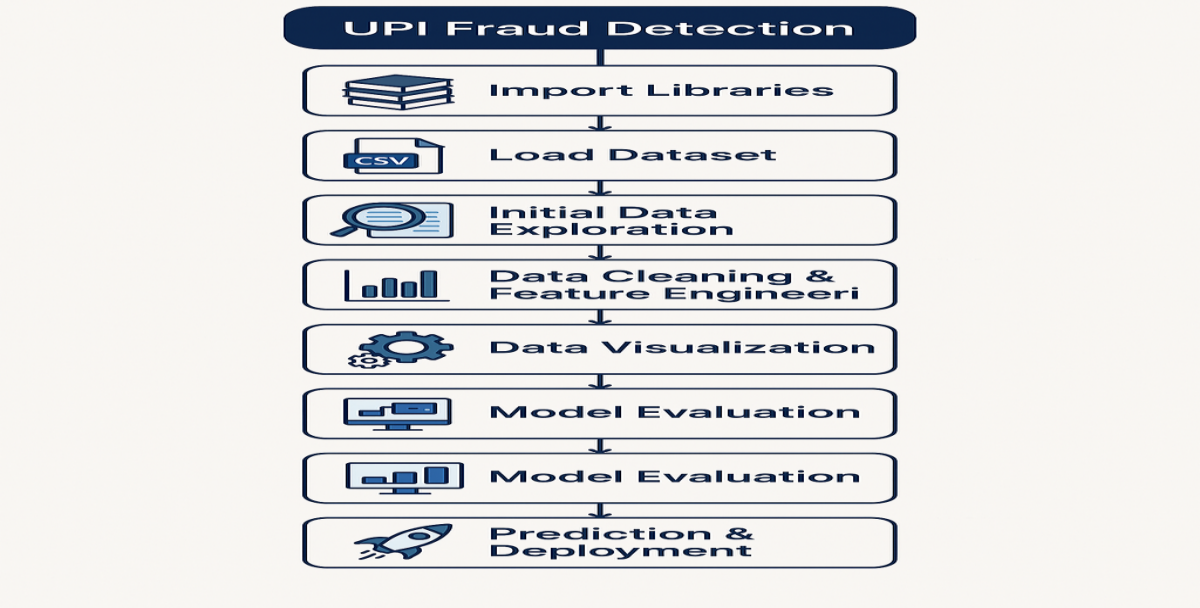 UPI Fraud Detection
Import Libraries
CSV
Load Dataset
Initial Data
Exploration
Data Cleaning &
Feature Engineeri
Data Visualization
Model Evaluation
Model Evaluation
Prediction &
Deployment